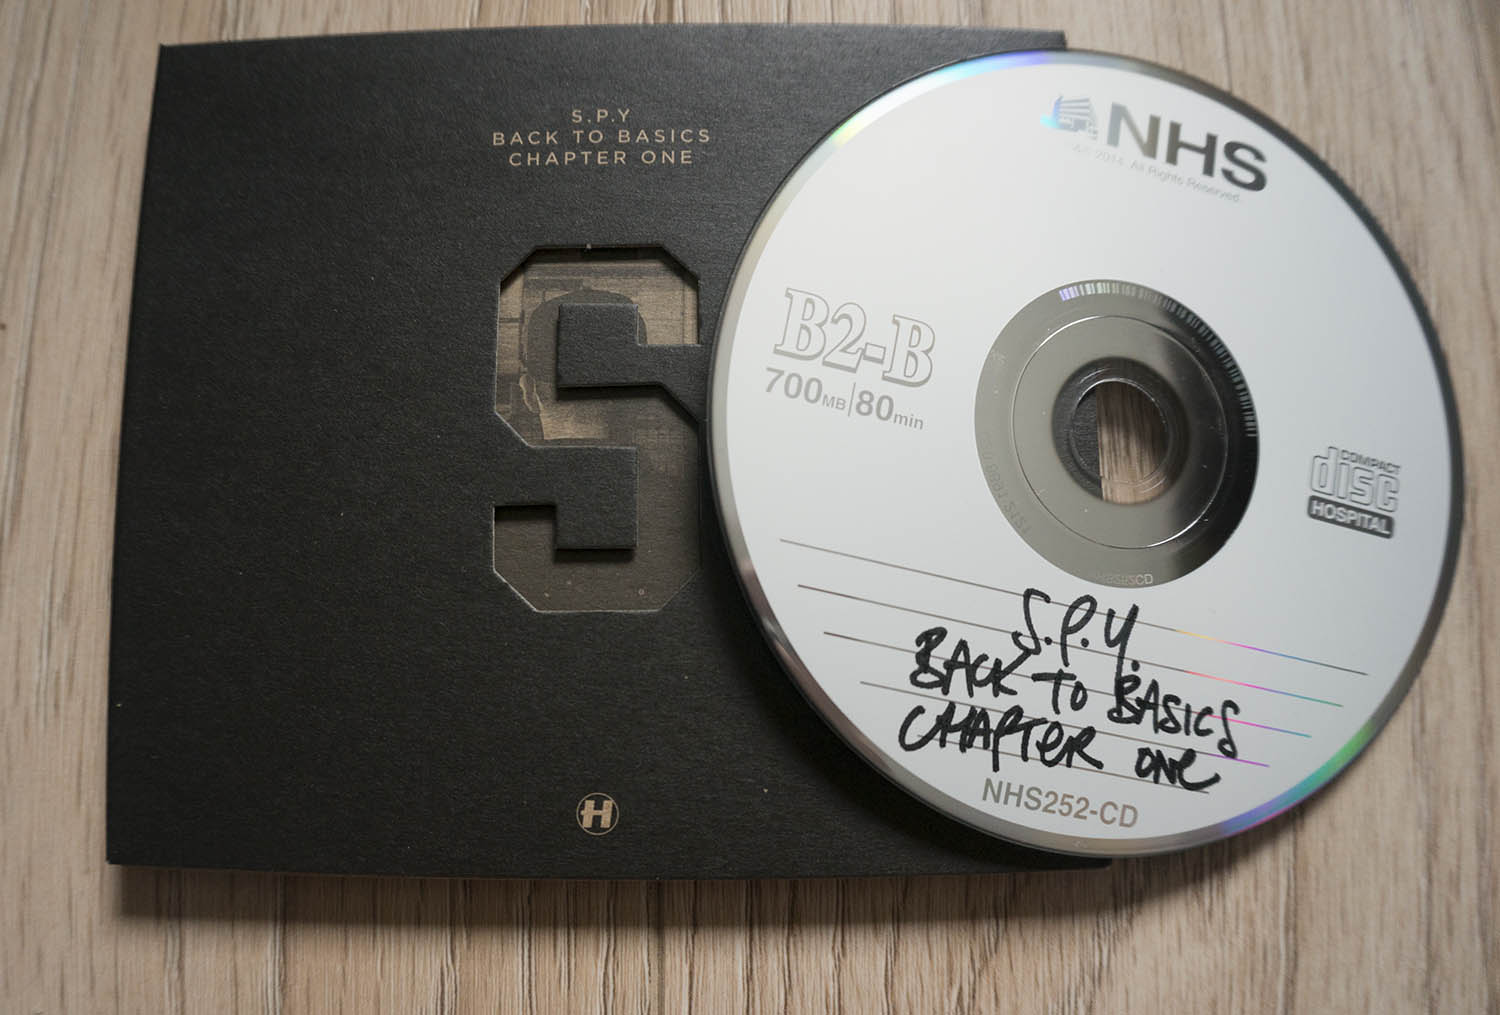 S.P.Y
BACK TO BASICS
CHAPTER ONE
H
NHS
2014. All Rights Reserved.
B2-B
700MB|80min
COMPACT
disc
HOSPITAL
S.P.Y.
BACK TO BASICS
CHAPTER ONE
NHS252-CD